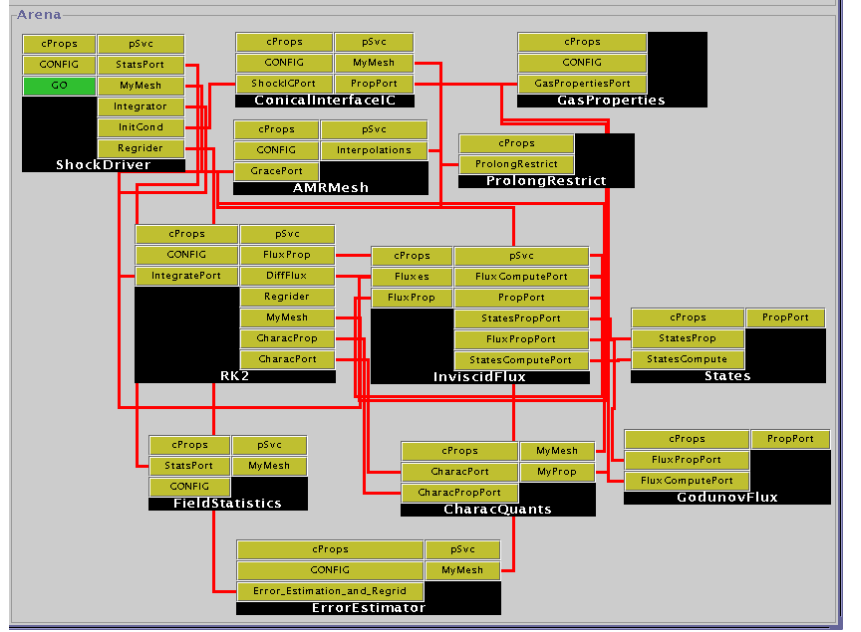 Arena
cProps pSvc
CONFIG StatsPort
GO MyMesh
Integrator
InitCond
Regrider
ShockDriver
cProps pSvc
CONFIG MyMesh
ShockICPort PropPort
ConicalInterfaceIC
cProps
CONFIG
GasPropertiesPort
GasProperties
cProps pSvc
CONFIG Interpolations
GracePort
AMRMesh
cProps
ProlongRestrict
ProlongRestrict
cProps pSvc
CONFIG FluxProp
IntegratePort DiffFlux
Regrider
MyMesh
CharacProp
CharacPort
RK2
cProps pSvc
Fluxes FluxComputePort
FluxProp PropPort
StatesPropPort
FluxPropPort
StatesComputePort
InviscidFlux
cProps PropPort
StatesProp
StatesCompute
States
cProps pSvc
StatsPort MyMesh
CONFIG
FieldStatistics
cProps MyMesh
CharacPort MyProp
CharacPropPort
CharacQuants
cProps PropPort
FluxPropPort
FluxComputePort
GodunovFlux
cProps pSvc
CONFIG MyMesh
Error_Estimation_and_Regrid
ErrorEstimator